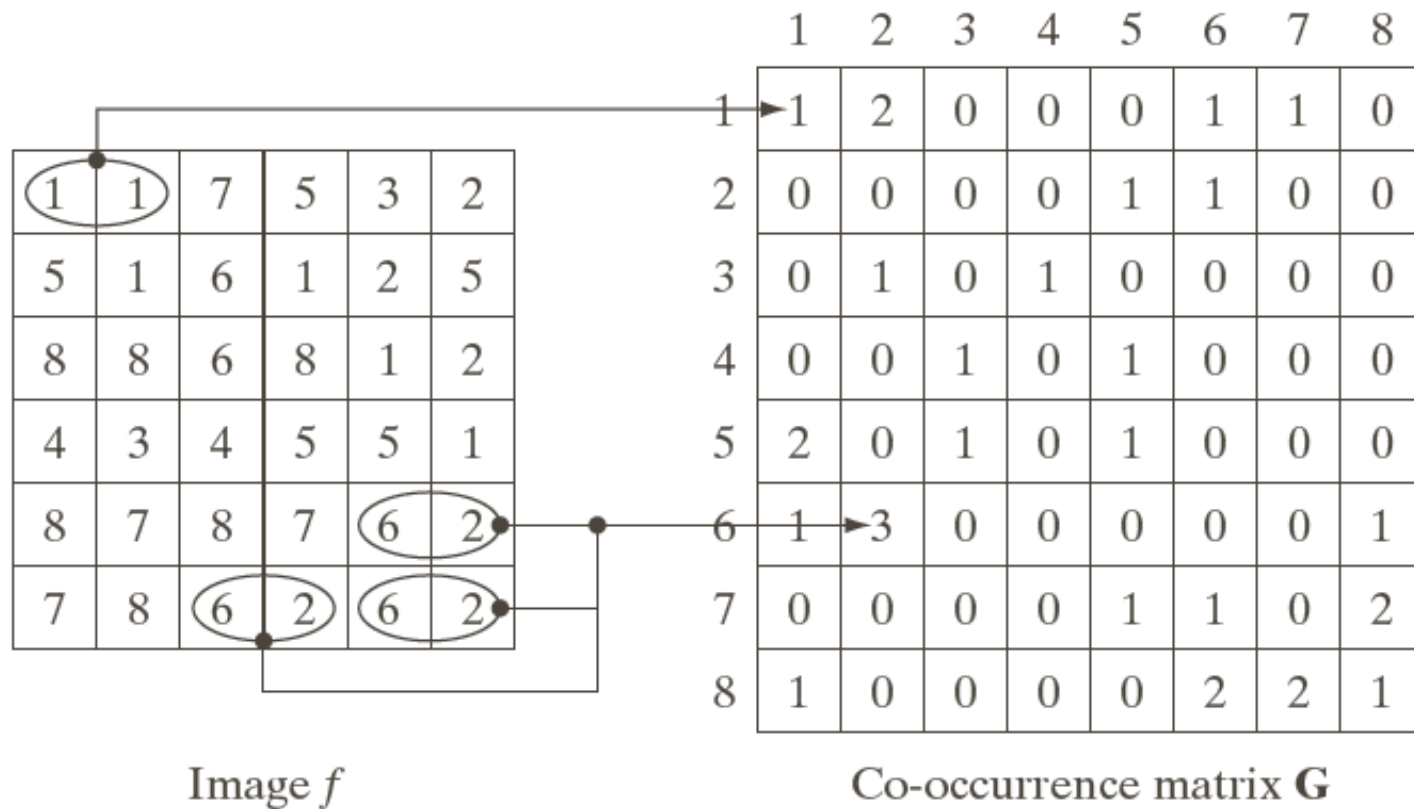 1 2 3 4 5 6 7 8
1 1 2 0 0 0 1 1 0
1 1 7 5 3 2
2 0 0 0 0 1 1 0 0
5 1 6 1 2 5
3 0 1 0 1 0 0 0 0
8 8 6 8 1 2
4 0 0 1 0 1 0 0 0
4 3 4 5 5 1
5 2 0 1 0 1 0 0 0
8 7 8 7 6 2
6 1 3 0 0 0 0 0 1
7 8 6 2 6 2
7 0 0 0 0 1 1 0 2
8 1 0 0 0 0 2 2 1
Image f
Co-occurrence matrix G